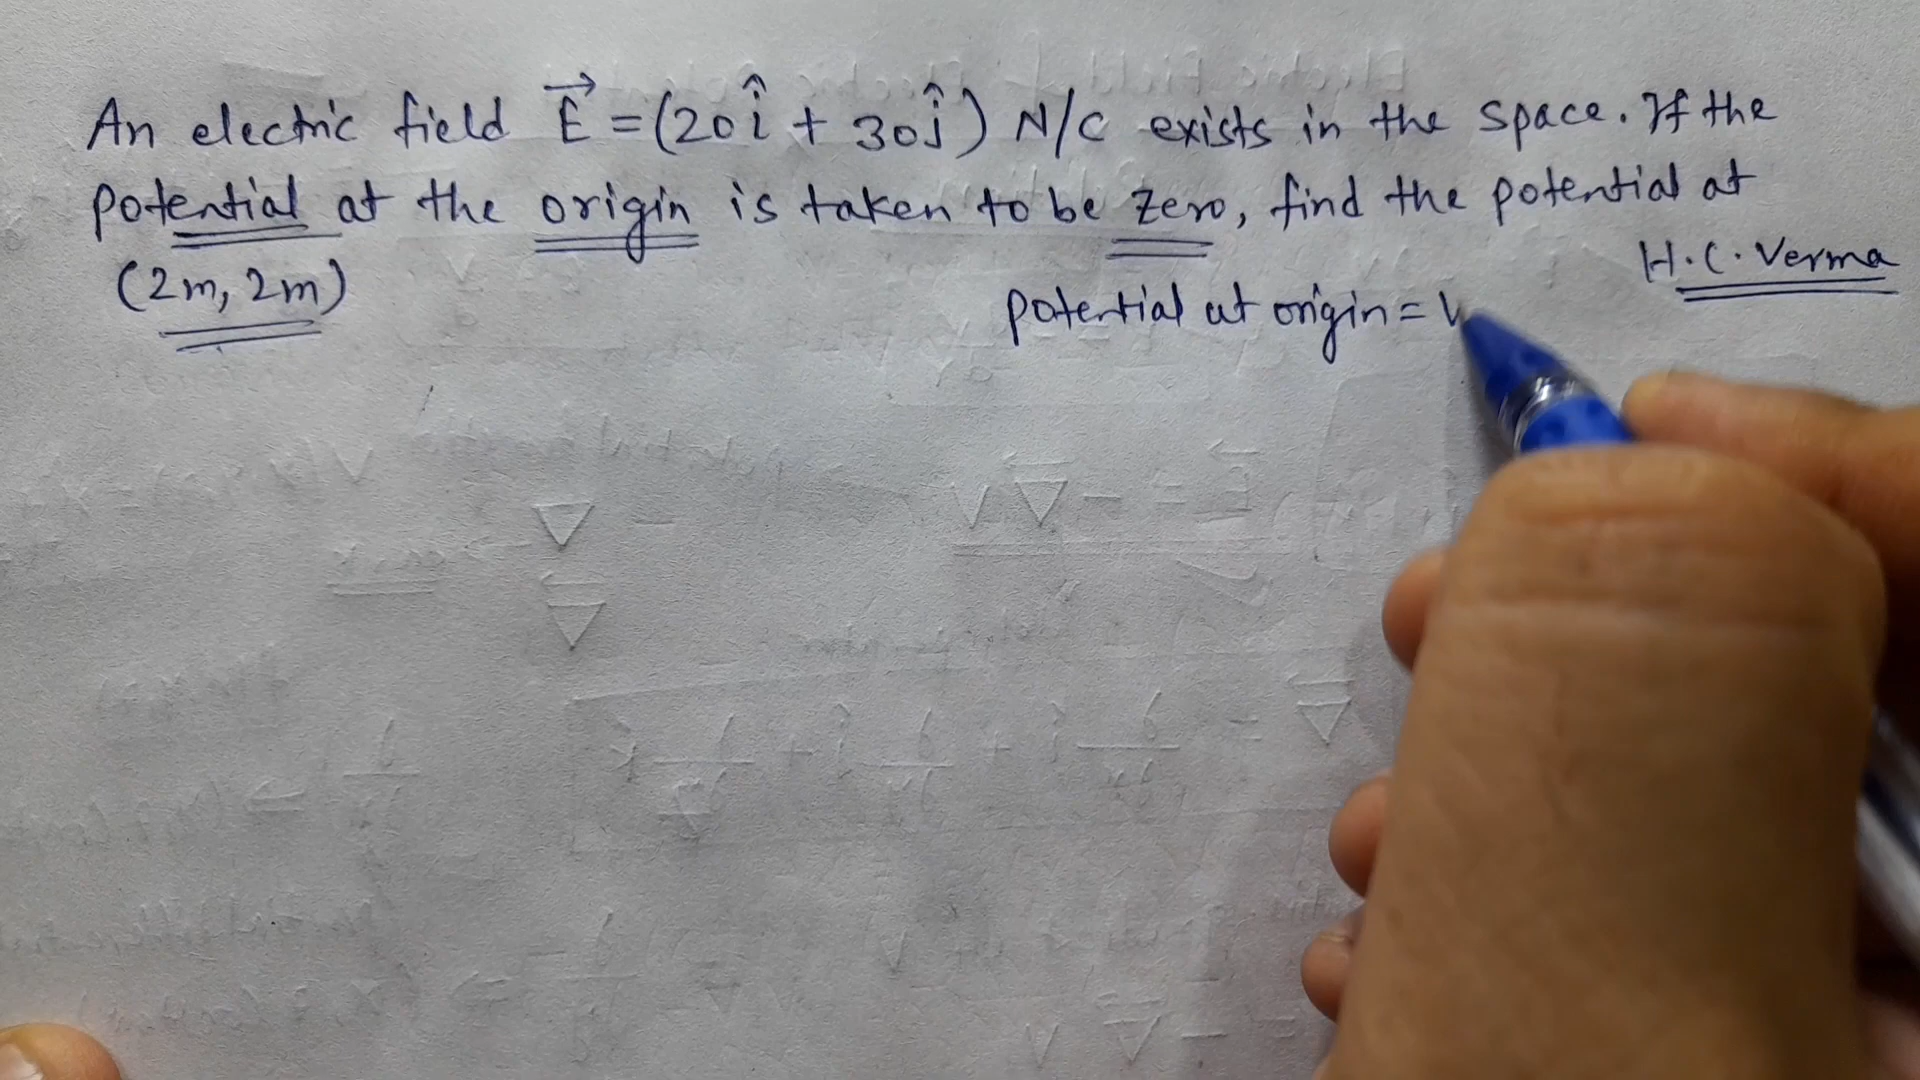 An electric field E⃗ = (20î + 30ĵ) N/C exists in the space. If the
potential at the origin is taken to be zero, find the potential at
(2m, 2m)
H.C. Verma
potential at origin = V